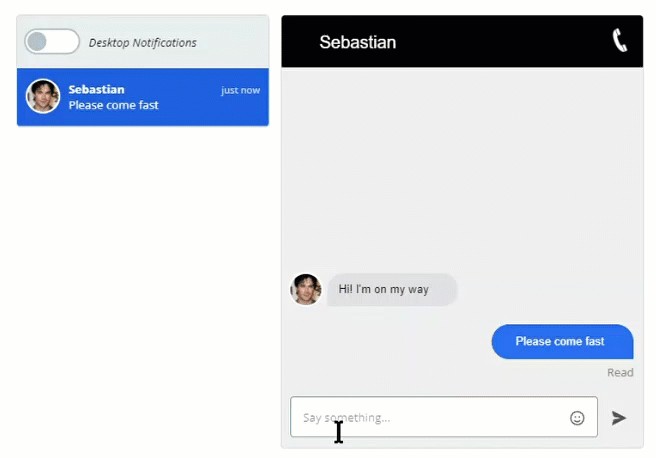 Desktop Notifications
Sebastian
just now
Please come fast
Sebastian
Hi! I'm on my way
Please come fast
Read
Say something...